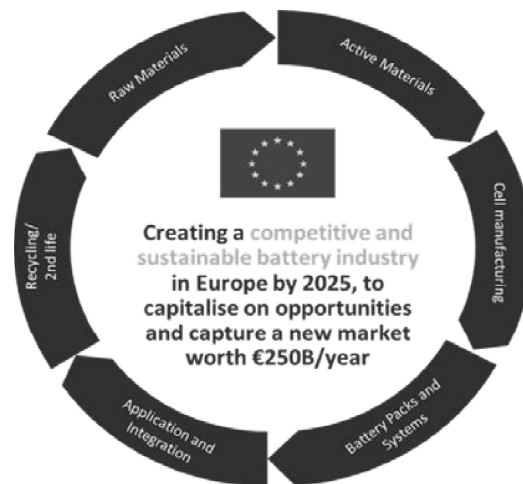 Raw Materials
Active Materials
Cell manufacturing
Battery Packs and
Systems
Application and
Integration
Recycling/
2nd life
Creating a competitive and
sustainable battery industry
in Europe by 2025, to
capitalise on opportunities
and capture a new market
worth €250B/year